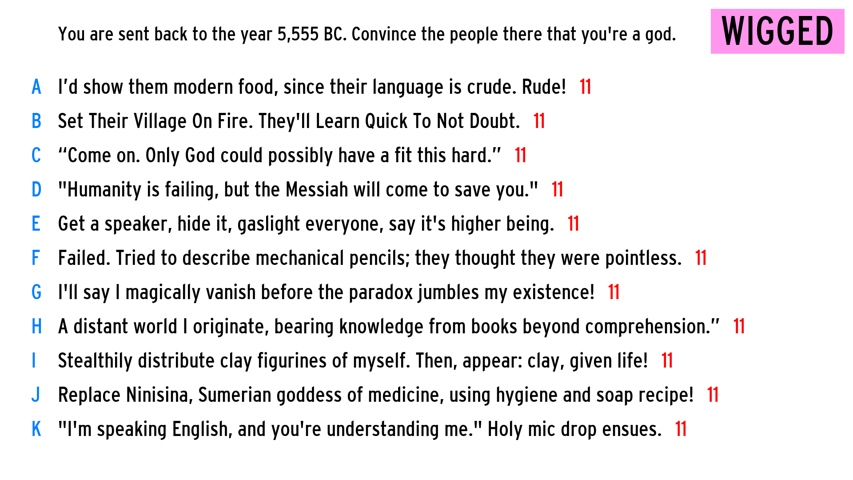 You are sent back to the year 5,555 BC. Convince the people there that you're a god.
WIGGED
A I’d show them modern food, since their language is crude. Rude! 11
B Set Their Village On Fire. They'll Learn Quick To Not Doubt. 11
C “Come on. Only God could possibly have a fit this hard.” 11
D "Humanity is failing, but the Messiah will come to save you." 11
E Get a speaker, hide it, gaslight everyone, say it's higher being. 11
F Failed. Tried to describe mechanical pencils; they thought they were pointless. 11
G I'll say I magically vanish before the paradox jumbles my existence! 11
H A distant world I originate, bearing knowledge from books beyond comprehension.” 11
I Stealthily distribute clay figurines of myself. Then, appear: clay, given life! 11
J Replace Ninisina, Sumerian goddess of medicine, using hygiene and soap recipe! 11
K "I'm speaking English, and you're understanding me." Holy mic drop ensues. 11